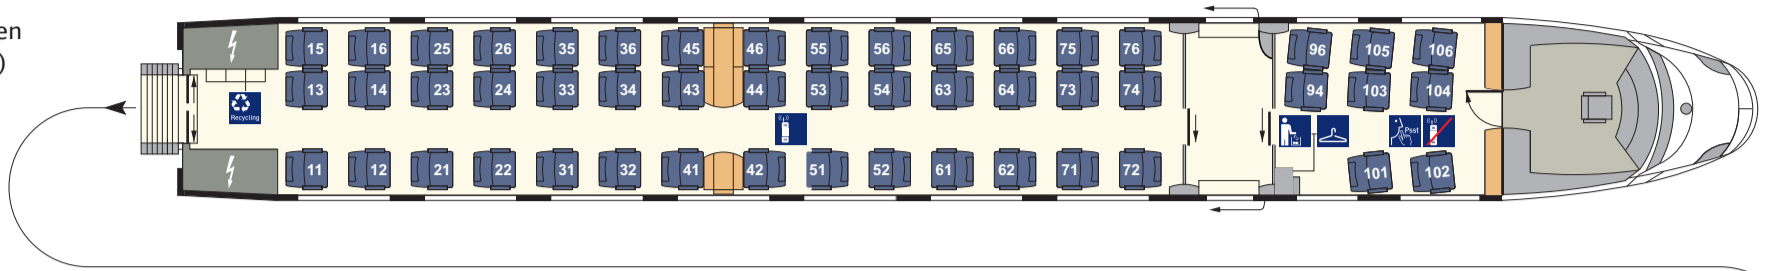 en
)
15 16 25 26 35 36 45 46 55 56 65 66 75 76 96 105 106
13 14 23 24 33 34 43 44 53 54 63 64 73 74 94 103 104
Recycling
Psst
11 12 21 22 31 32 41 42 51 52 61 62 71 72 101 102